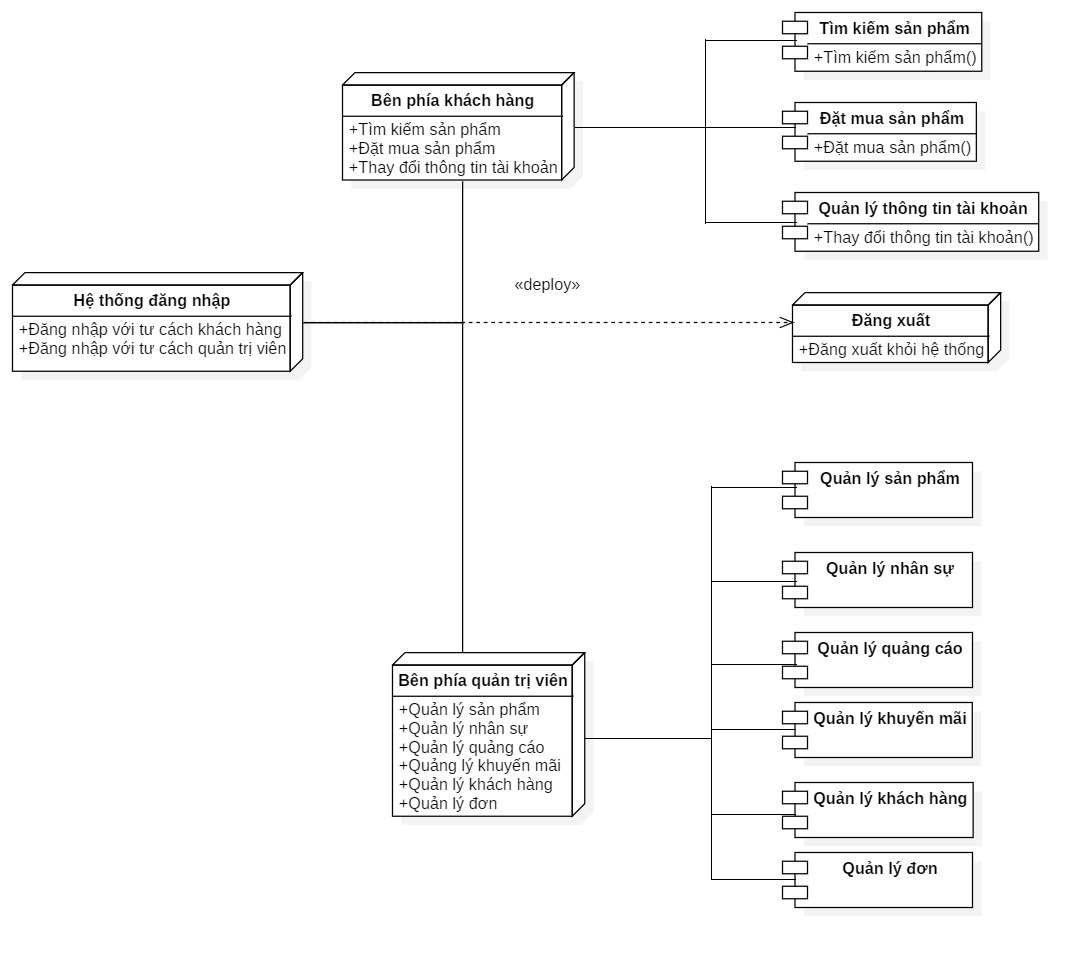 Tìm kiếm sản phẩm
+Tìm kiếm sản phẩm()
Bên phía khách hàng
+Tìm kiếm sản phẩm
+Đặt mua sản phẩm
+Thay đổi thông tin tài khoản
Đặt mua sản phẩm
+Đặt mua sản phẩm()
Quản lý thông tin tài khoản
+Thay đổi thông tin tài khoản()
Hệ thống đăng nhập
+Đăng nhập với tư cách khách hàng
+Đăng nhập với tư cách quản trị viên
«deploy»
Đăng xuất
+Đăng xuất khỏi hệ thống
Bên phía quản trị viên
+Quản lý sản phẩm
+Quản lý nhân sự
+Quản lý quảng cáo
+Quảng lý khuyến mãi
+Quản lý khách hàng
+Quản lý đơn
Quản lý sản phẩm
Quản lý nhân sự
Quản lý quảng cáo
Quản lý khuyến mãi
Quản lý khách hàng
Quản lý đơn